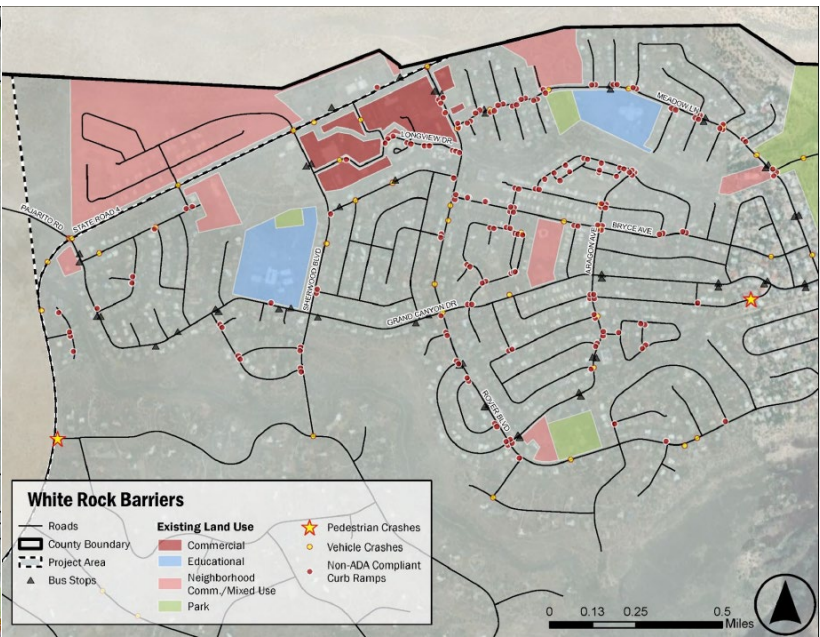 MEADOW LN
LONGVIEW DR
PAJARITO RD
STATE ROAD 4
BRYCE AVE
ARAGON AVE
SHERWOOD BLVD
GRAND CANYON DR
ROVER BLVD
White Rock Barriers
Roads
County Boundary
Project Area
Bus Stops
Existing Land Use
Commercial
Educational
Neighborhood
Comm./Mixed Use
Park
Pedestrian Crashes
Vehicle Crashes
Non-ADA Compliant
Curb Ramps
0 0.13 0.25 0.5
Miles